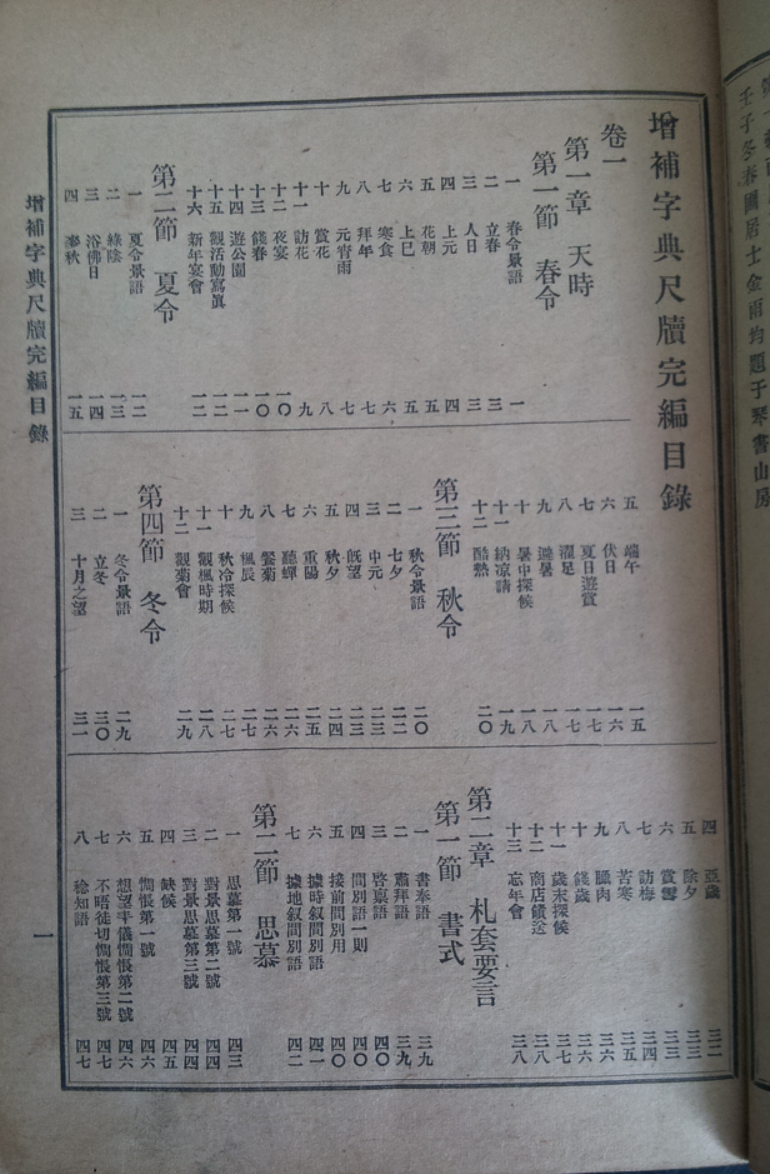 增補字典尺牘完編目錄
卷一
第一章 天時
第一節 春令
一 春令景語 一
二 立春 三
三 人日 三
四 上元 四
五 花朝 五
六 上巳 五
七 寒食 六
八 拜年 七
九 元宵雨 七
十 賞花 八
十一 訪花 九
十二 夜宴 一〇
十三 餞春 一〇
十四 遊公園 一一
十五 觀活動寫眞 一二
十六 新年宴會 一二
第二節 夏令
一 夏令景語 一二
二 綠陰 一三
三 浴佛日 一四
四 麥秋 一五
五 端午 一五
六 伏日 一六
七 夏日遊賞 一七
八 濯足 一七
九 避暑 一八
十 暑中探候 一八
十一 納凉請 一九
十二 酷熱 二〇
第三節 秋令
一 秋令景語 二〇
二 七夕 二二
三 中元 二三
四 旣望 二三
五 秋夕 二四
六 重陽 二五
七 聽蟬 二六
八 餐菊 二六
九 楓辰 二七
十 秋冷探候 二七
十一 觀楓時期 二八
十二 觀菊會 二九
第四節 冬令
一 冬令景語 二九
二 立冬 三〇
三 十月之望 三一
四 亞歲 三二
五 除夕 三三
六 賞雪 三三
七 訪梅 三四
八 苦寒 三五
九 臘肉 三六
十 餞歲 三六
十一 歲末探候 三七
十二 商店饋送 三八
十三 忘年會 三八
第二章 札套要言
第一節 書式
一 書奉語 三九
二 肅拜語 三九
三 啓稟語 四〇
四 間別語一則 四〇
五 接前間別用 四〇
六 據時叙間別語 四一
七 據地叙間別語 四二
第二節 思慕
一 思慕第一號 四三
二 對景思慕第二號 四四
三 對景思慕第三號 四四
四 缺候 四五
五 悵第一號 四六
六 想望乎儀悵第二號 四六
七 不晤徒切悵第三號 四七
八 稔知語 四七
增補字典尺牘完編目錄
一
壬子冬春圃居士金雨均題于琴書山房